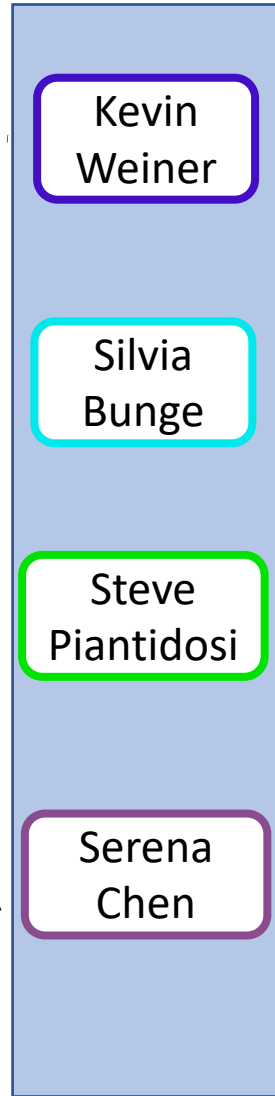 Kevin
Weiner
Silvia
Bunge
Steve
Piantidosi
Serena
Chen